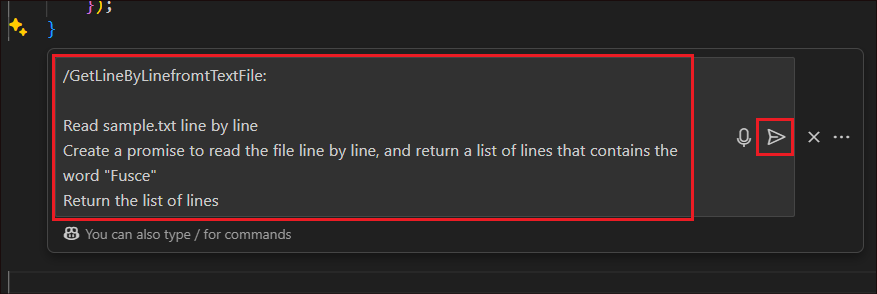 });
}
/GetLineByLinefromtTextFile:
Read sample.txt line by line
Create a promise to read the file line by line, and return a list of lines that contains the
word "Fusce"
Return the list of lines
You can also type / for commands